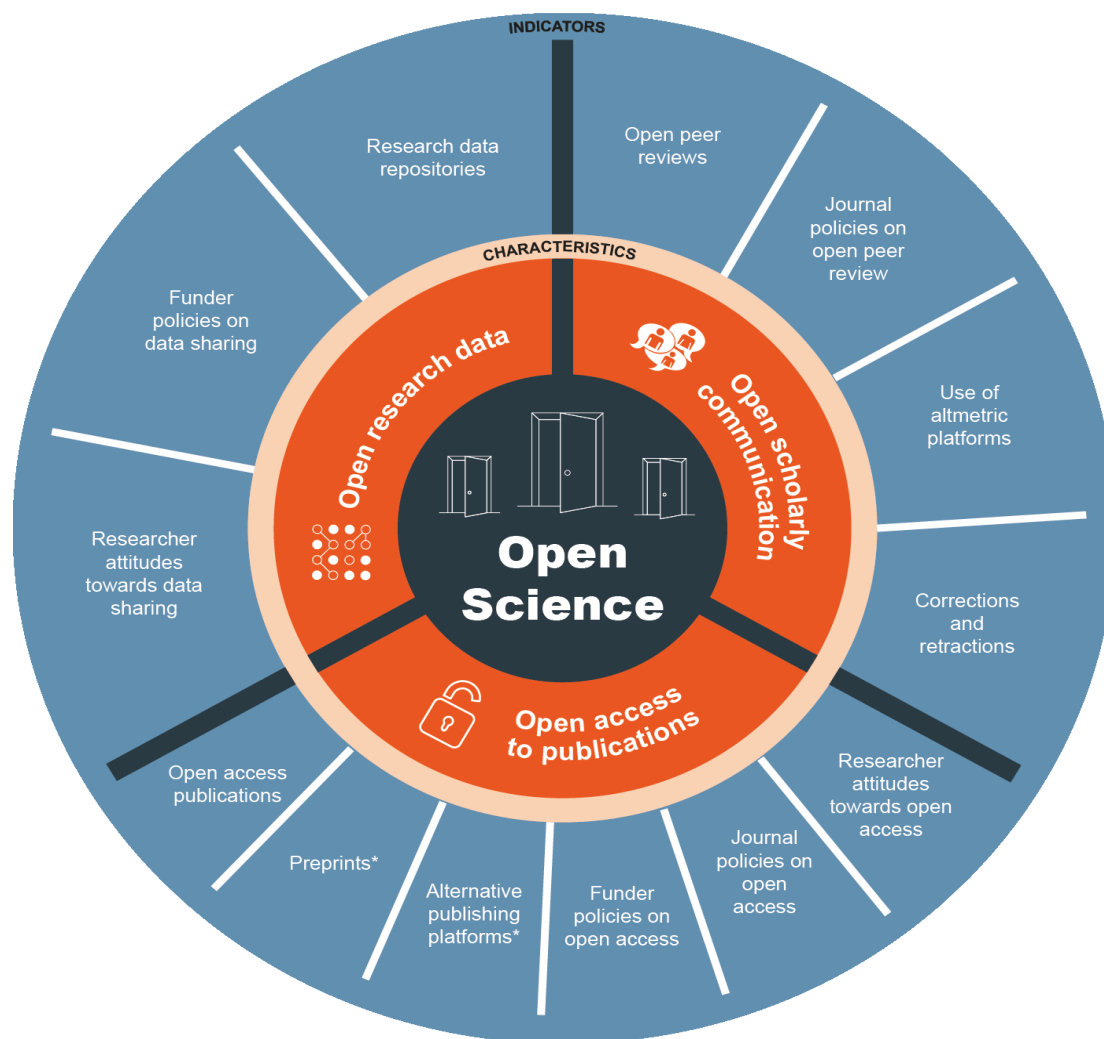 INDICATORS
Research data
repositories
Open peer
reviews
Journal
policies on
open peer
review
Use of
altmetric
platforms
Corrections
and
retractions
Researcher
attitudes
towards open
access
Journal
policies on
open
access
Funder
policies on
open access
Alternative
publishing
platforms*
Preprints*
Open access
publications
Researcher
attitudes
towards data
sharing
Funder
policies on
data sharing
CHARACTERISTICS
Open research data
Open scholarly
communication
Open access
to publications
Open
Science